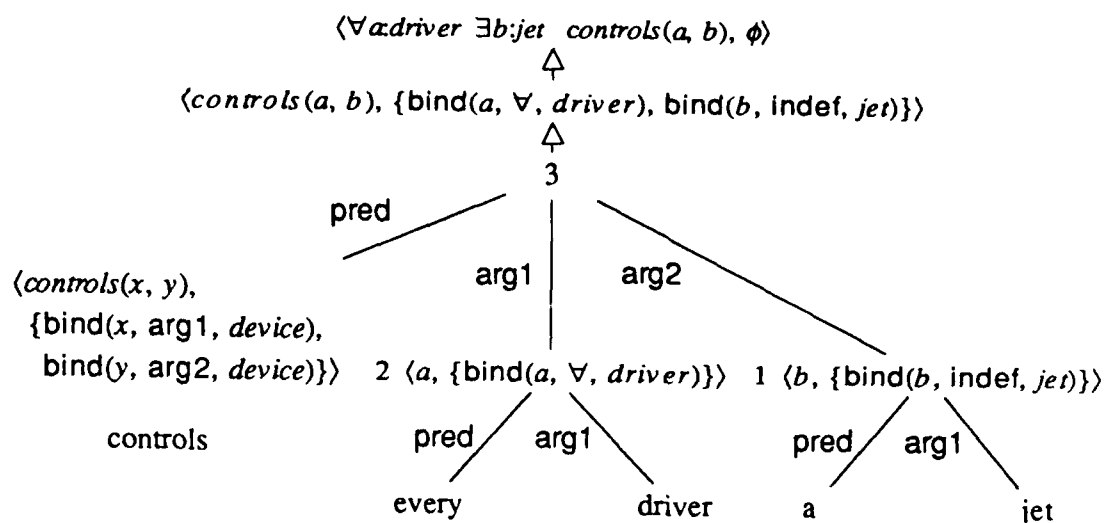 ⟨∀a:driver ∃b:jet controls(a, b), ϕ⟩
⟨controls(a, b), {bind(a, ∀, driver), bind(b, indef, jet)}⟩
3
pred
arg1
arg2
⟨controls(x, y),
{bind(x, arg1, device),
bind(y, arg2, device)}⟩
2 ⟨a, {bind(a, ∀, driver)}⟩
1 ⟨b, {bind(b, indef, jet)}⟩
controls
pred
arg1
pred
arg1
every
driver
a
jet